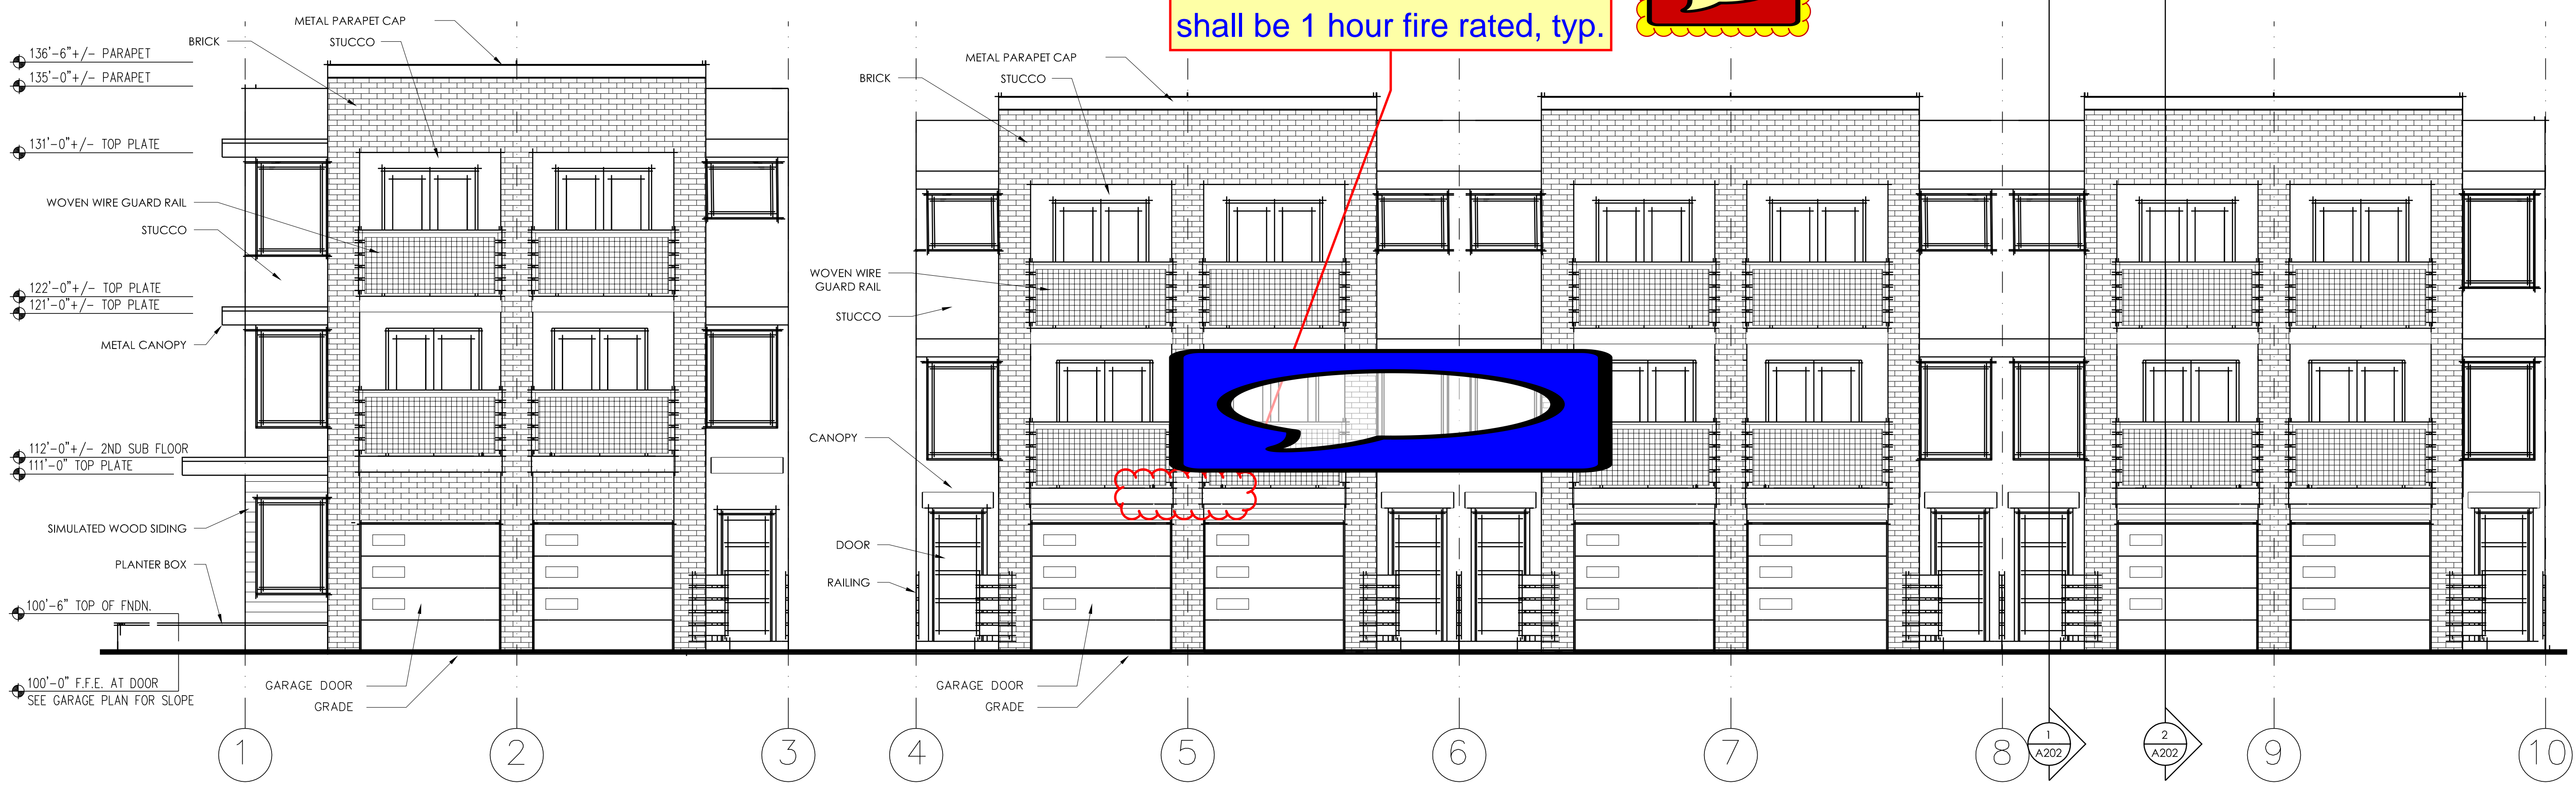 shall be 1 hour fire rated, typ.
METAL PARAPET CAP
BRICK
STUCCO
136'-6"+/- PARAPET
135'-0"+/- PARAPET
131'-0"+/- TOP PLATE
WOVEN WIRE GUARD RAIL
STUCCO
122'-0"+/- TOP PLATE
121'-0"+/- TOP PLATE
METAL CANOPY
112'-0"+/- 2ND SUB FLOOR
111'-0" TOP PLATE
SIMULATED WOOD SIDING
PLANTER BOX
100'-6" TOP OF FNDN.
100'-0" F.F.E. AT DOOR
SEE GARAGE PLAN FOR SLOPE
GARAGE DOOR
GRADE
METAL PARAPET CAP
BRICK
STUCCO
WOVEN WIRE
GUARD RAIL
STUCCO
CANOPY
DOOR
RAILING
GARAGE DOOR
GRADE
1
2
3
4
5
6
7
8
1
A202
2
A202
9
10